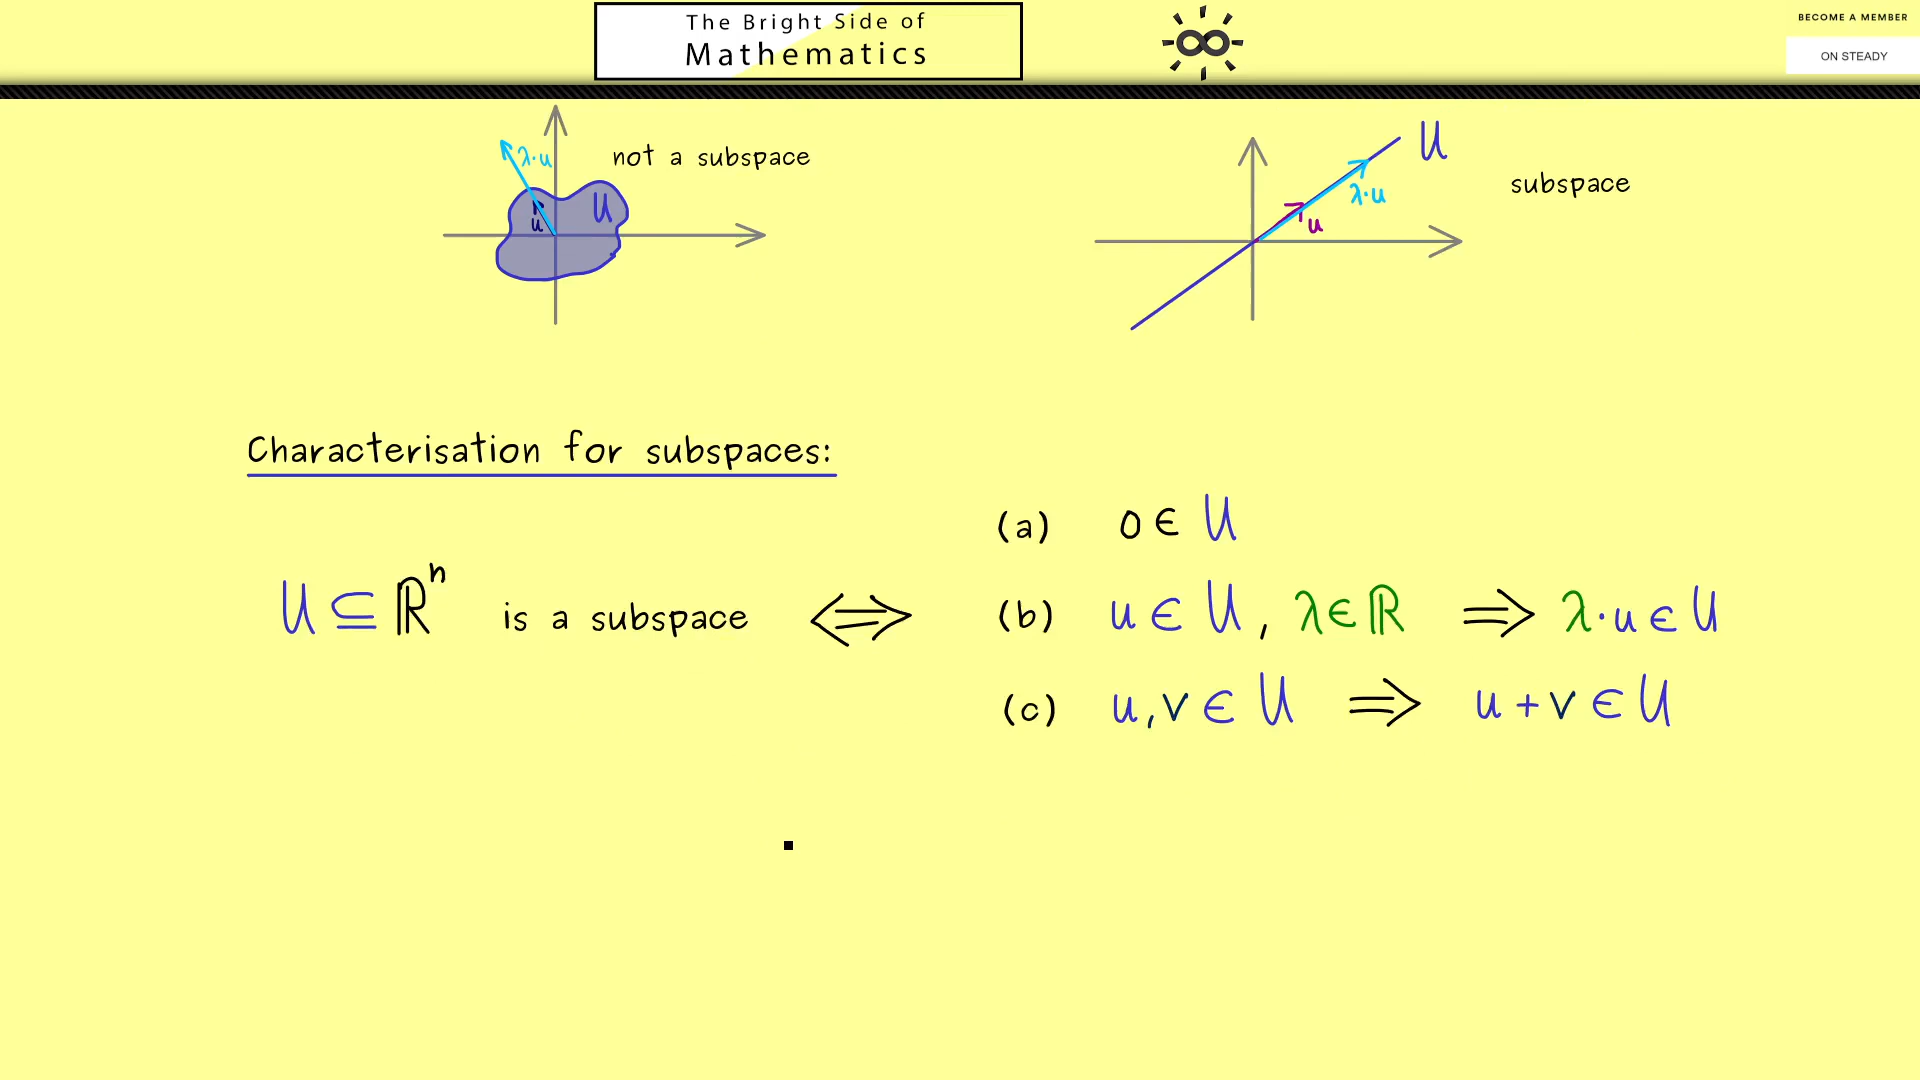 The Bright Side of
Mathematics
BECOME A MEMBER
ON STEADY
λ·u
not a subspace
U
u
U
subspace
λ·u
u
Characterisation for subspaces:
(a) 0 ∈ U
U ⊆ ℝⁿ is a subspace ⟺ (b) u ∈ U, λ ∈ ℝ ⟹ λ·u ∈ U
(c) u, v ∈ U ⟹ u + v ∈ U